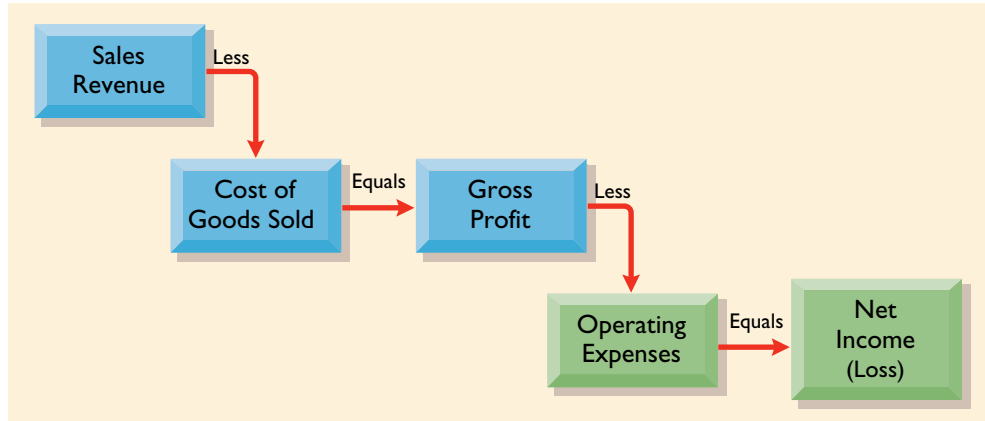 Sales
Revenue
Less
Cost of
Goods Sold
Equals
Gross
Profit
Less
Operating
Expenses
Equals
Net
Income
(Loss)